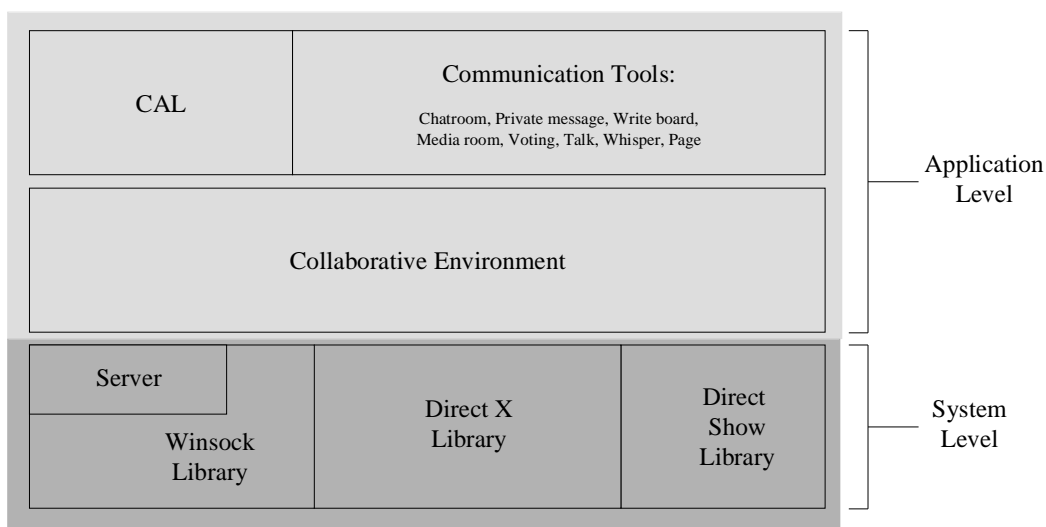 CAL
Communication Tools:
Chatroom, Private message, Write board,
Media room, Voting, Talk, Whisper, Page
Application
Level
Collaborative Environment
Server
Winsock
Library
Direct X
Library
Direct
Show
Library
System
Level